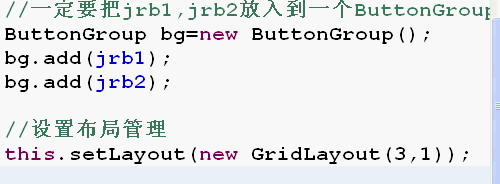 //一定要把jrb1,jrb2放入到一个ButtonGroup
ButtonGroup bg=new ButtonGroup();
bg.add(jrb1);
bg.add(jrb2);
//设置布局管理
this.setLayout(new GridLayout(3,1));